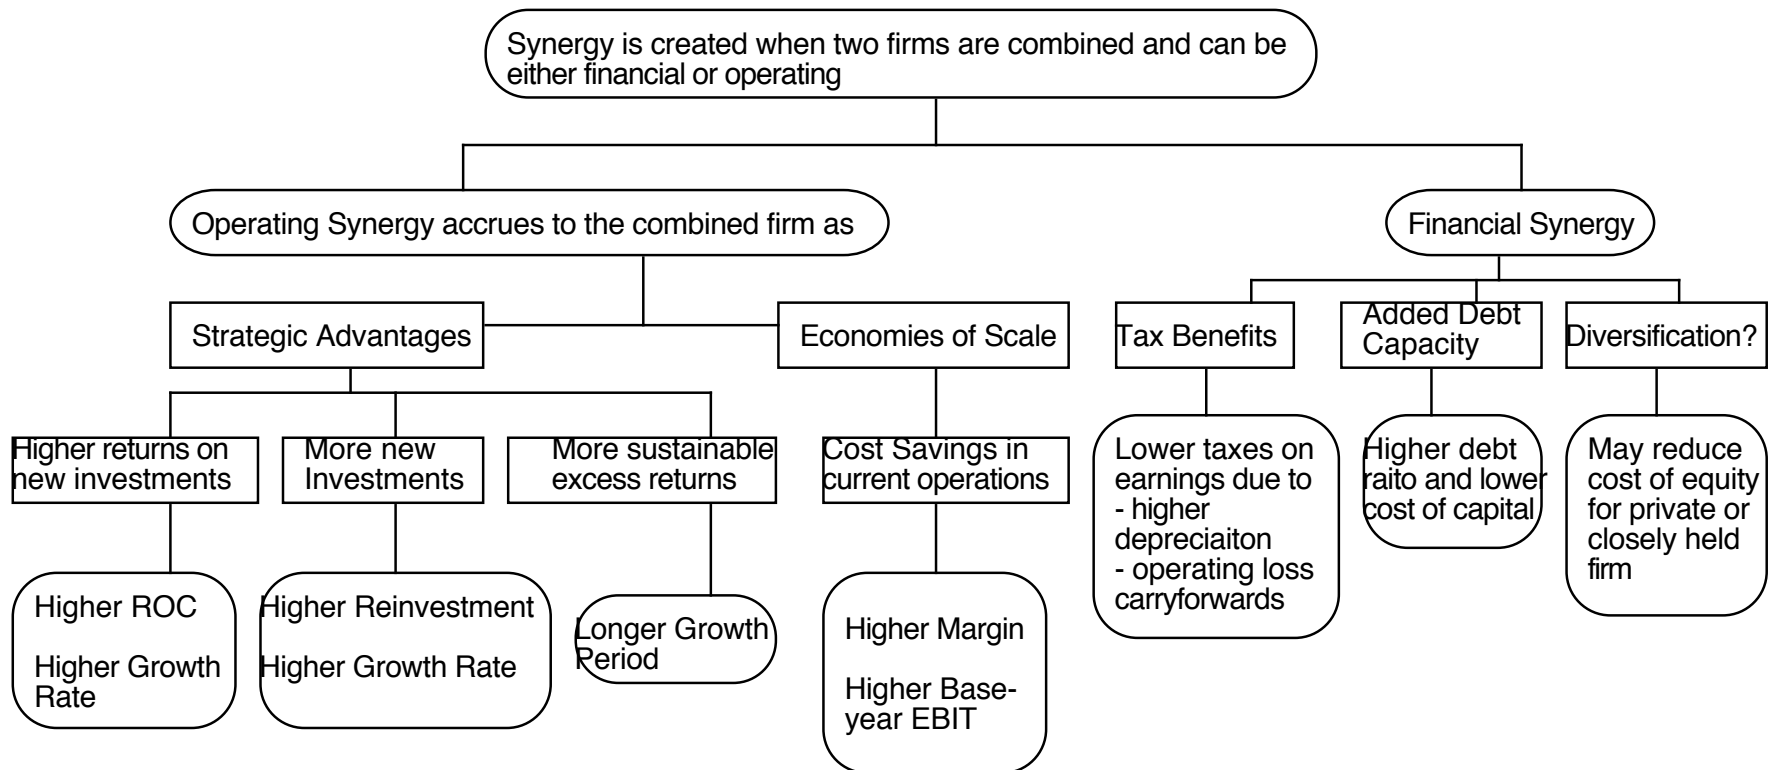 Synergy is created when two firms are combined and can be
either financial or operating
Operating Synergy accrues to the combined firm as
Financial Synergy
Strategic Advantages
Economies of Scale
Tax Benefits
Added Debt
Capacity
Diversification?
Higher returns on
new investments
More new
Investments
More sustainable
excess returns
Cost Savings in
current operations
Lower taxes on
earnings due to
- higher
depreciaiton
- operating loss
carryforwards
Higher debt
raito and lower
cost of capital
May reduce
cost of equity
for private or
closely held
firm
Higher ROC
Higher Growth
Rate
Higher Reinvestment
Higher Growth Rate
Longer Growth
Period
Higher Margin
Higher Base-
year EBIT